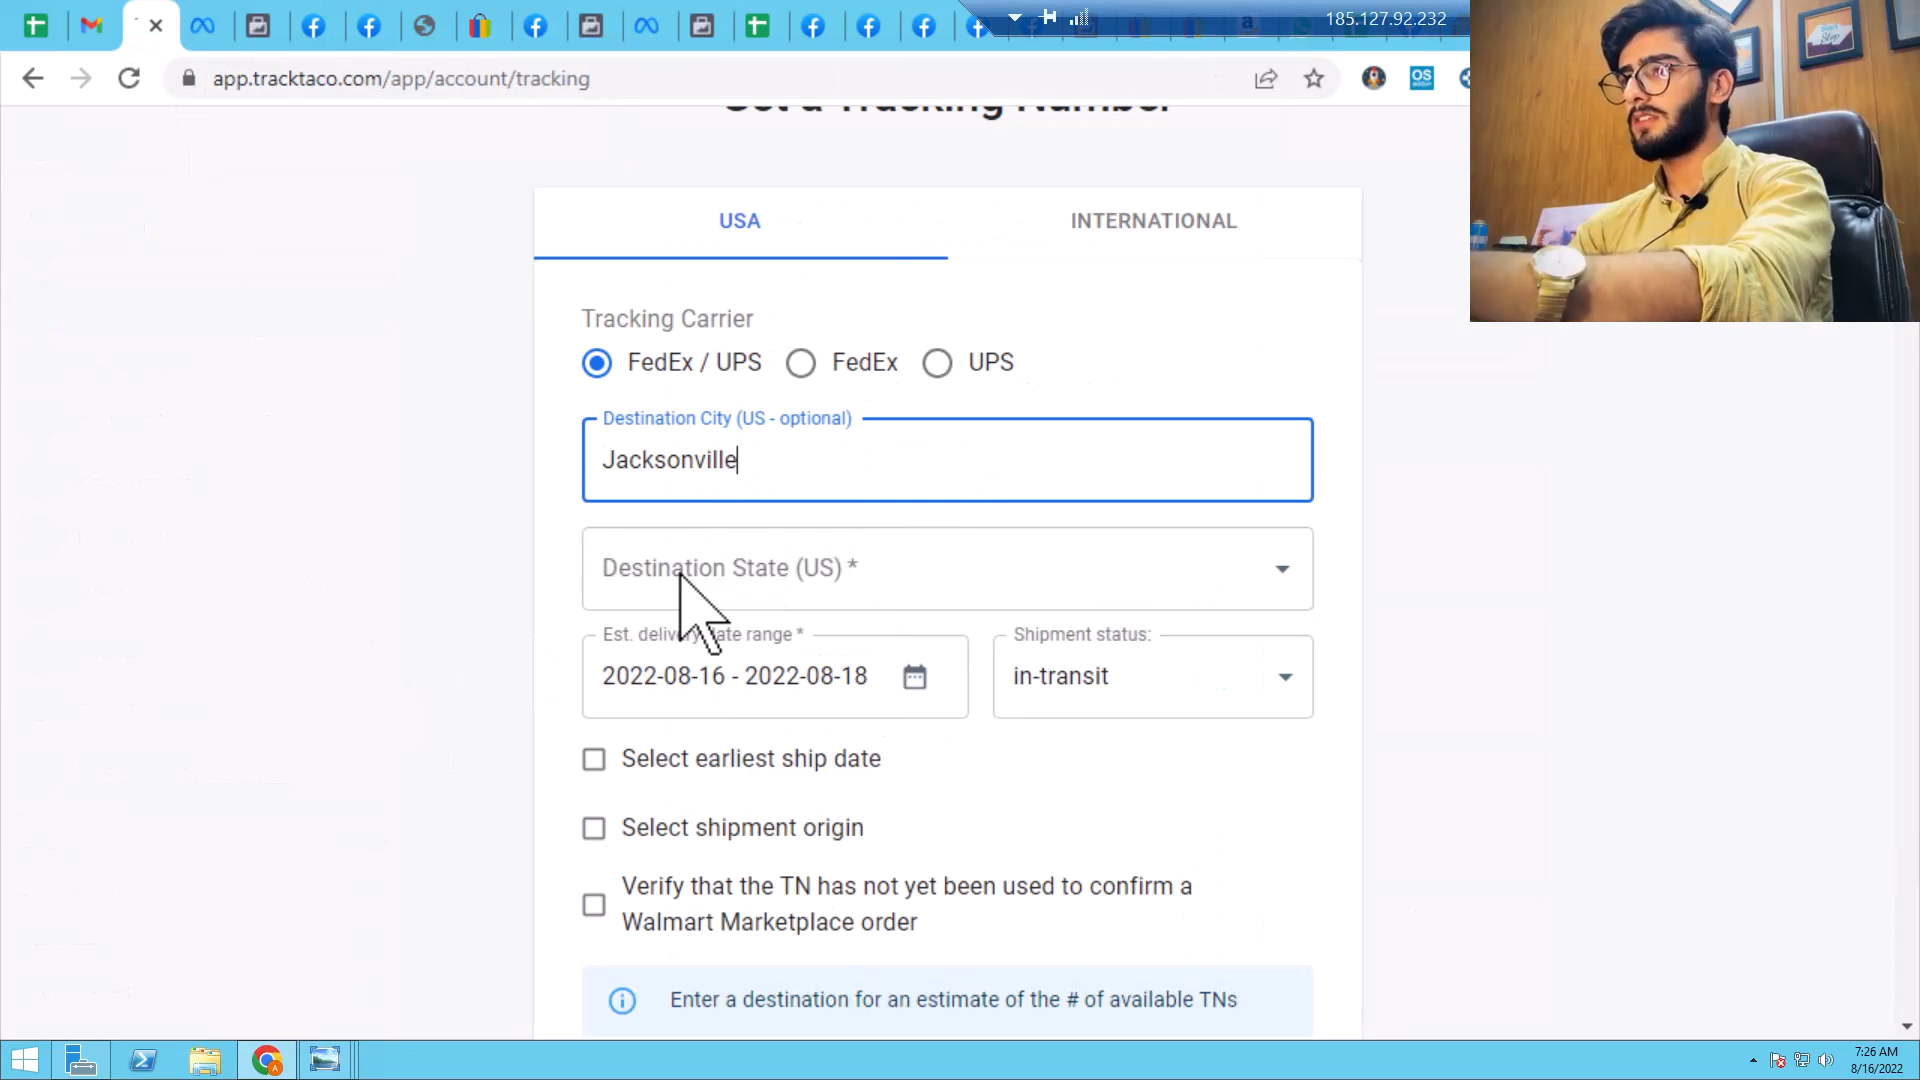 185.127.92.232
app.tracktaco.com/app/account/tracking
OS
Get a Tracking Number
Step
USA INTERNATIONAL
Tracking Carrier
FedEx / UPS FedEx UPS
Destination City (US - optional)
Jacksonville
Destination State (US) *
Est. delivery date range * Shipment status:
2022-08-16 - 2022-08-18 in-transit
Select earliest ship date
Select shipment origin
Verify that the TN has not yet been used to confirm a
Walmart Marketplace order
Enter a destination for an estimate of the # of available TNs
7:26 AM
8/16/2022